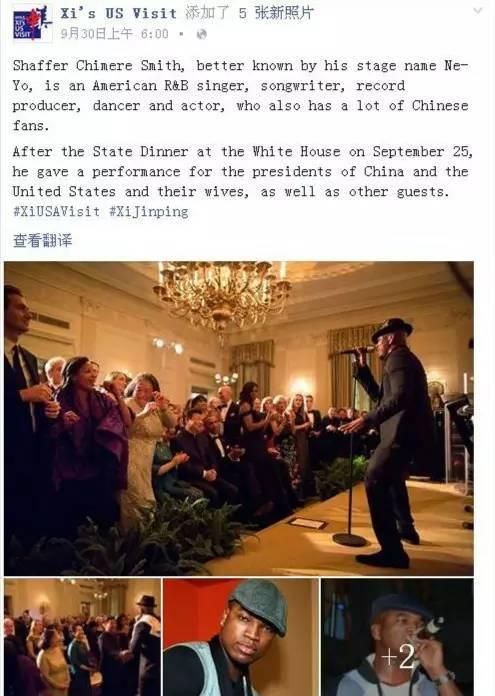 Xi's US Visit 添加了 5 张新照片
9月30日上午 6:00
Shaffer Chimere Smith, better known by his stage name Ne-
Yo, is an American R&B singer, songwriter, record
producer, dancer and actor, who also has a lot of Chinese
fans.
After the State Dinner at the White House on September 25,
he gave a performance for the presidents of China and the
United States and their wives, as well as other guests.
#XiUSAVisit #XiJinping
查看翻译
+2